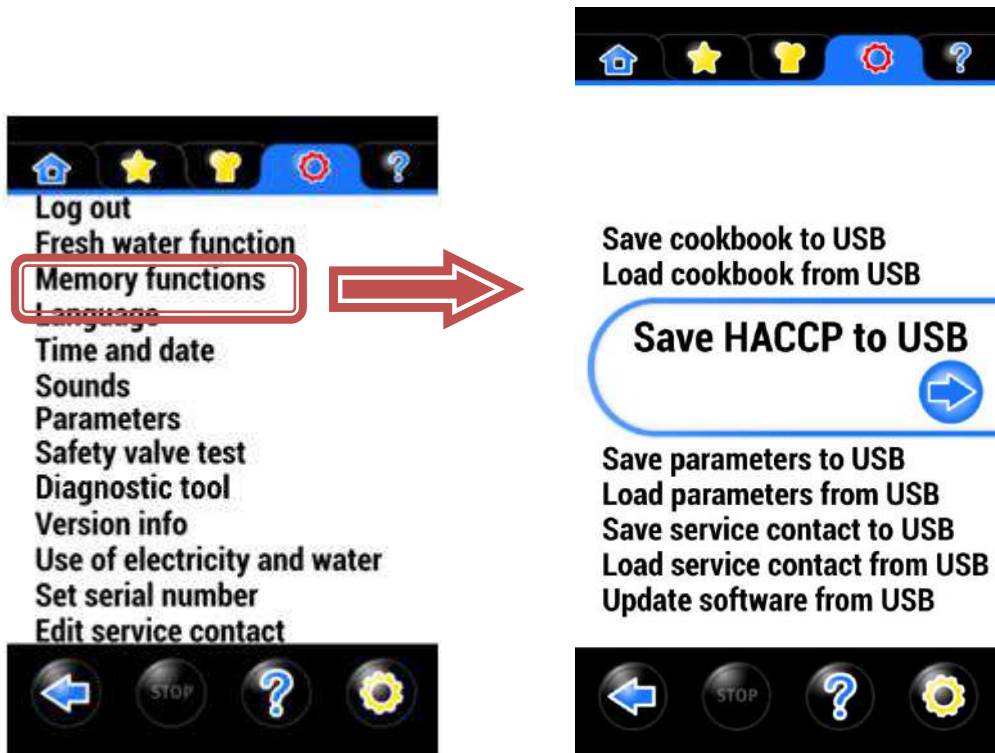 Log out
Fresh water function
Memory functions
Language
Time and date
Sounds
Parameters
Safety valve test
Diagnostic tool
Version info
Use of electricity and water
Set serial number
Edit service contact
STOP
Save cookbook to USB
Load cookbook from USB
Save HACCP to USB
Save parameters to USB
Load parameters from USB
Save service contact to USB
Load service contact from USB
Update software from USB
STOP